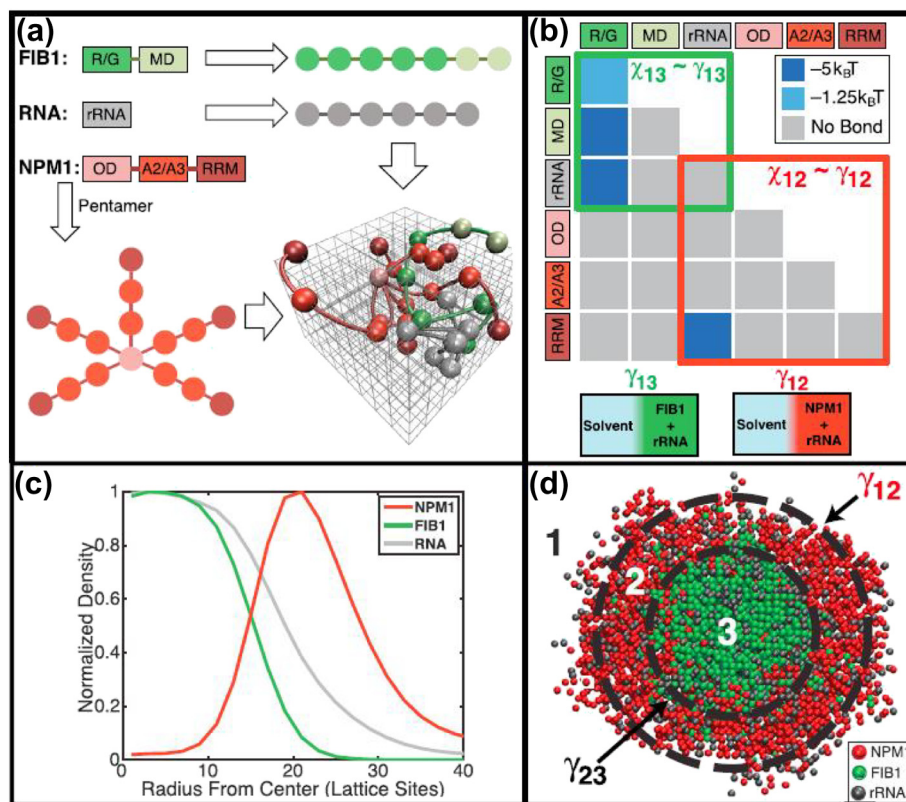 (a)
FIB1: R/G MD
RNA: rRNA
NPM1: OD A2/A3 RRM
Pentamer
(b)
R/G MD rRNA OD A2/A3 RRM
R/G
MD
rRNA
OD
A2/A3
RRM
χ13 ~ γ13
−5kBT
−1.25kBT
No Bond
χ12 ~ γ12
γ13
Solvent FIB1 + rRNA
γ12
Solvent NPM1 + rRNA
(c)
Normalized Density
1
0.8
0.6
0.4
0.2
0
0 10 20 30 40
Radius From Center (Lattice Sites)
NPM1
FIB1
RNA
(d)
γ12
1
2
3
γ23
NPM1
FIB1
rRNA